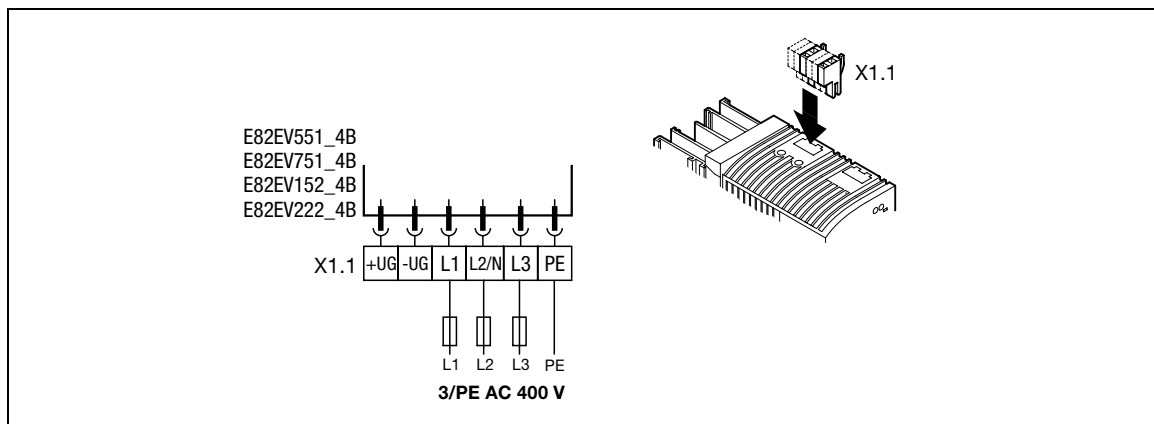 X1.1
E82EV551_4B
E82EV751_4B
E82EV152_4B
E82EV222_4B
X1.1 +UG -UG L1 L2/N L3 PE
L1 L2 L3 PE
3/PE AC 400 V